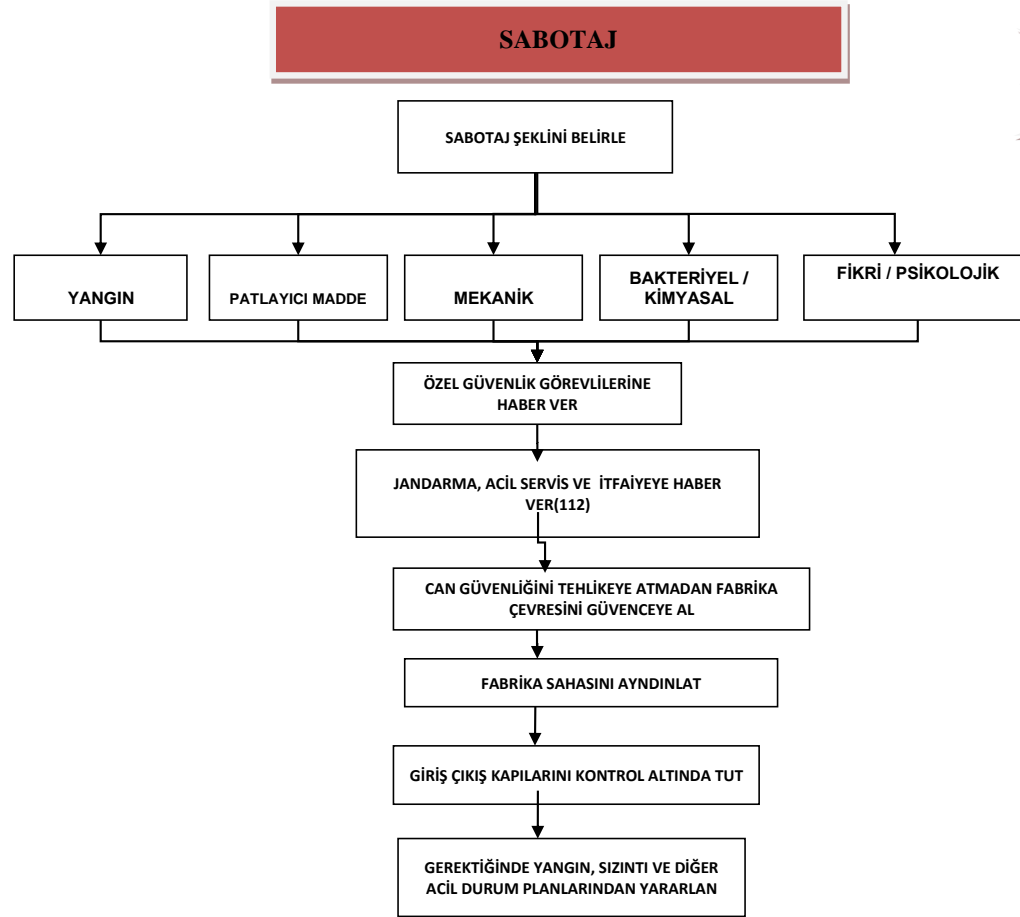 SABOTAJ
SABOTAJ ŞEKLİNİ BELİRLE
YANGIN
PATLAYICI MADDE
MEKANİK
BAKTERİYEL /
KİMYASAL
FİKRİ / PSİKOLOJİK
ÖZEL GÜVENLİK GÖREVLİLERİNE
HABER VER
JANDARMA, ACİL SERVİS VE İTFAİYEYE HABER
VER(112)
CAN GÜVENLİĞİNİ TEHLİKEYE ATMADAN FABRİKA
ÇEVRESİNİ GÜVENCEYE AL
FABRİKA SAHASINI AYNDINLAT
GİRİŞ ÇIKIŞ KAPILARINI KONTROL ALTINDA TUT
GEREKTİĞİNDE YANGIN, SIZINTI VE DİĞER
ACİL DURUM PLANLARINDAN YARARLAN